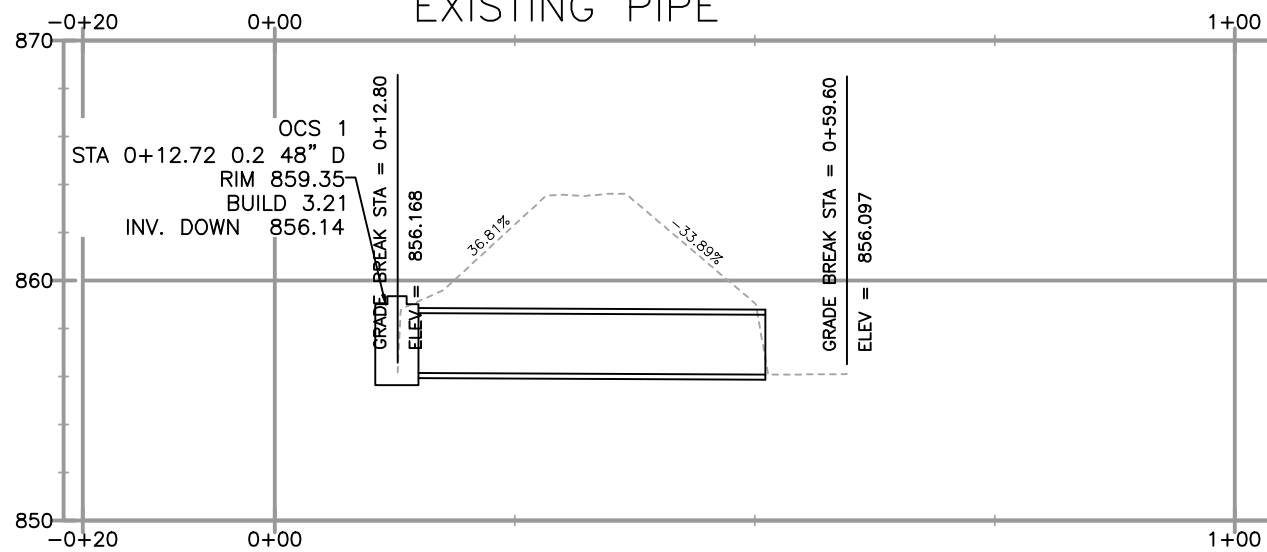 EXISTING PIPE
-0+20 0+00 1+00
870
860
850
OCS 1
STA 0+12.72 0.2 48" D
RIM 859.35
BUILD 3.21
INV. DOWN 856.14
GRADE BREAK STA = 0+12.80
ELEV = 856.168
36.81%
-33.89%
GRADE BREAK STA = 0+59.60
ELEV = 856.097
-0+20 0+00 1+00